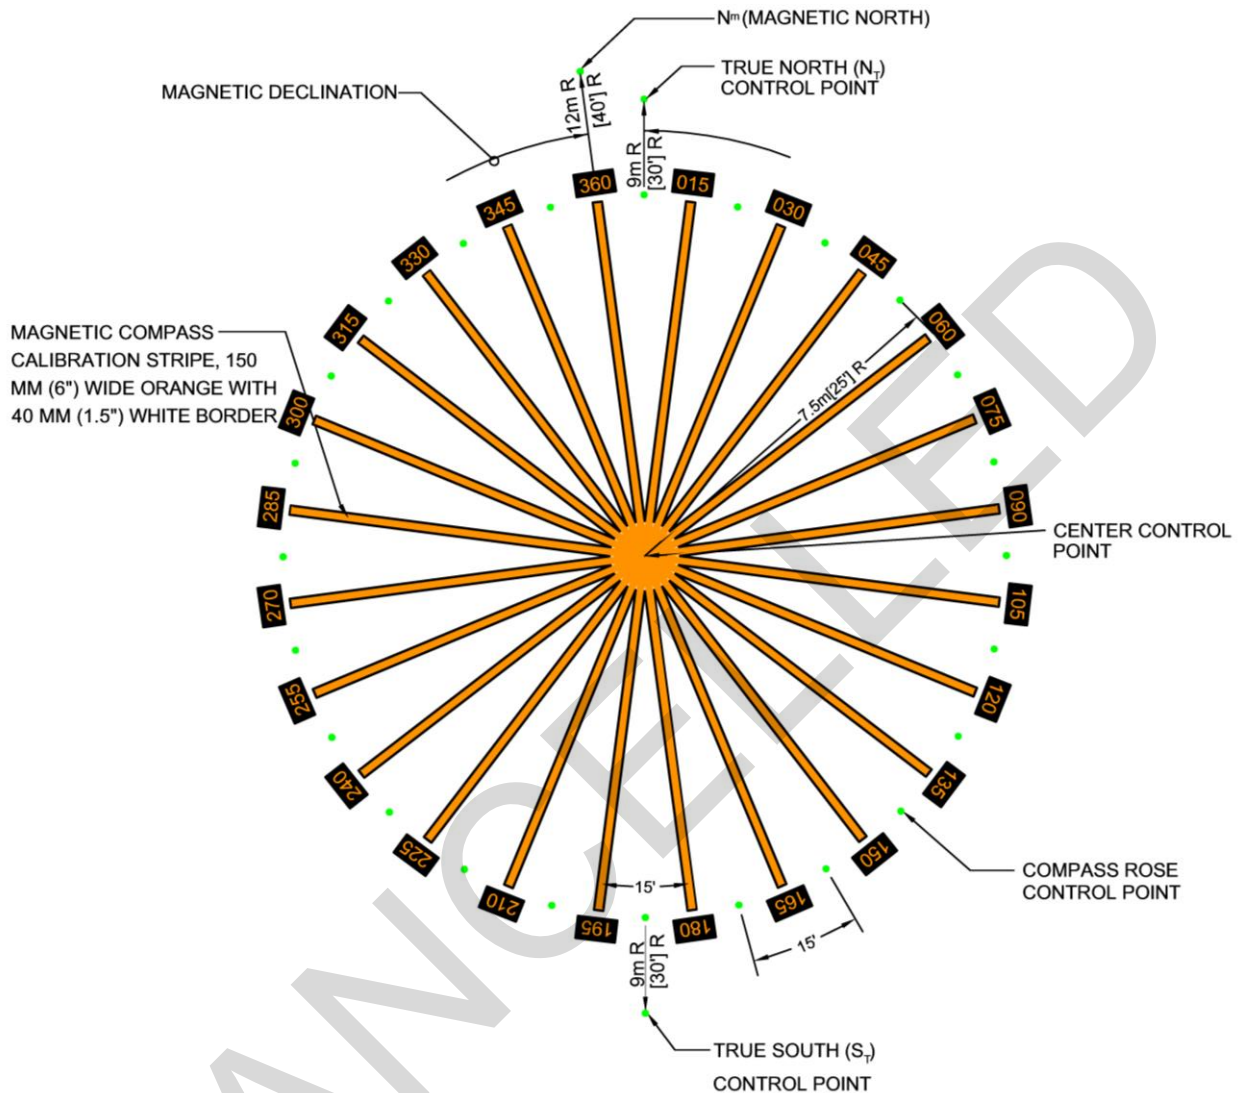 Nᵐ (MAGNETIC NORTH)
TRUE NORTH (N_T)
CONTROL POINT
MAGNETIC DECLINATION
12m R
[40'] R
9m R
[30'] R
360
015
030
045
060
075
090
105
120
135
150
165
180
195
210
225
240
255
270
285
300
315
330
345
MAGNETIC COMPASS
CALIBRATION STRIPE, 150
MM (6") WIDE ORANGE WITH
40 MM (1.5") WHITE BORDER
7.5m[25'] R
CENTER CONTROL
POINT
COMPASS ROSE
CONTROL POINT
15'
15'
9m R
[30'] R
TRUE SOUTH (S_T)
CONTROL POINT
ANCELLED